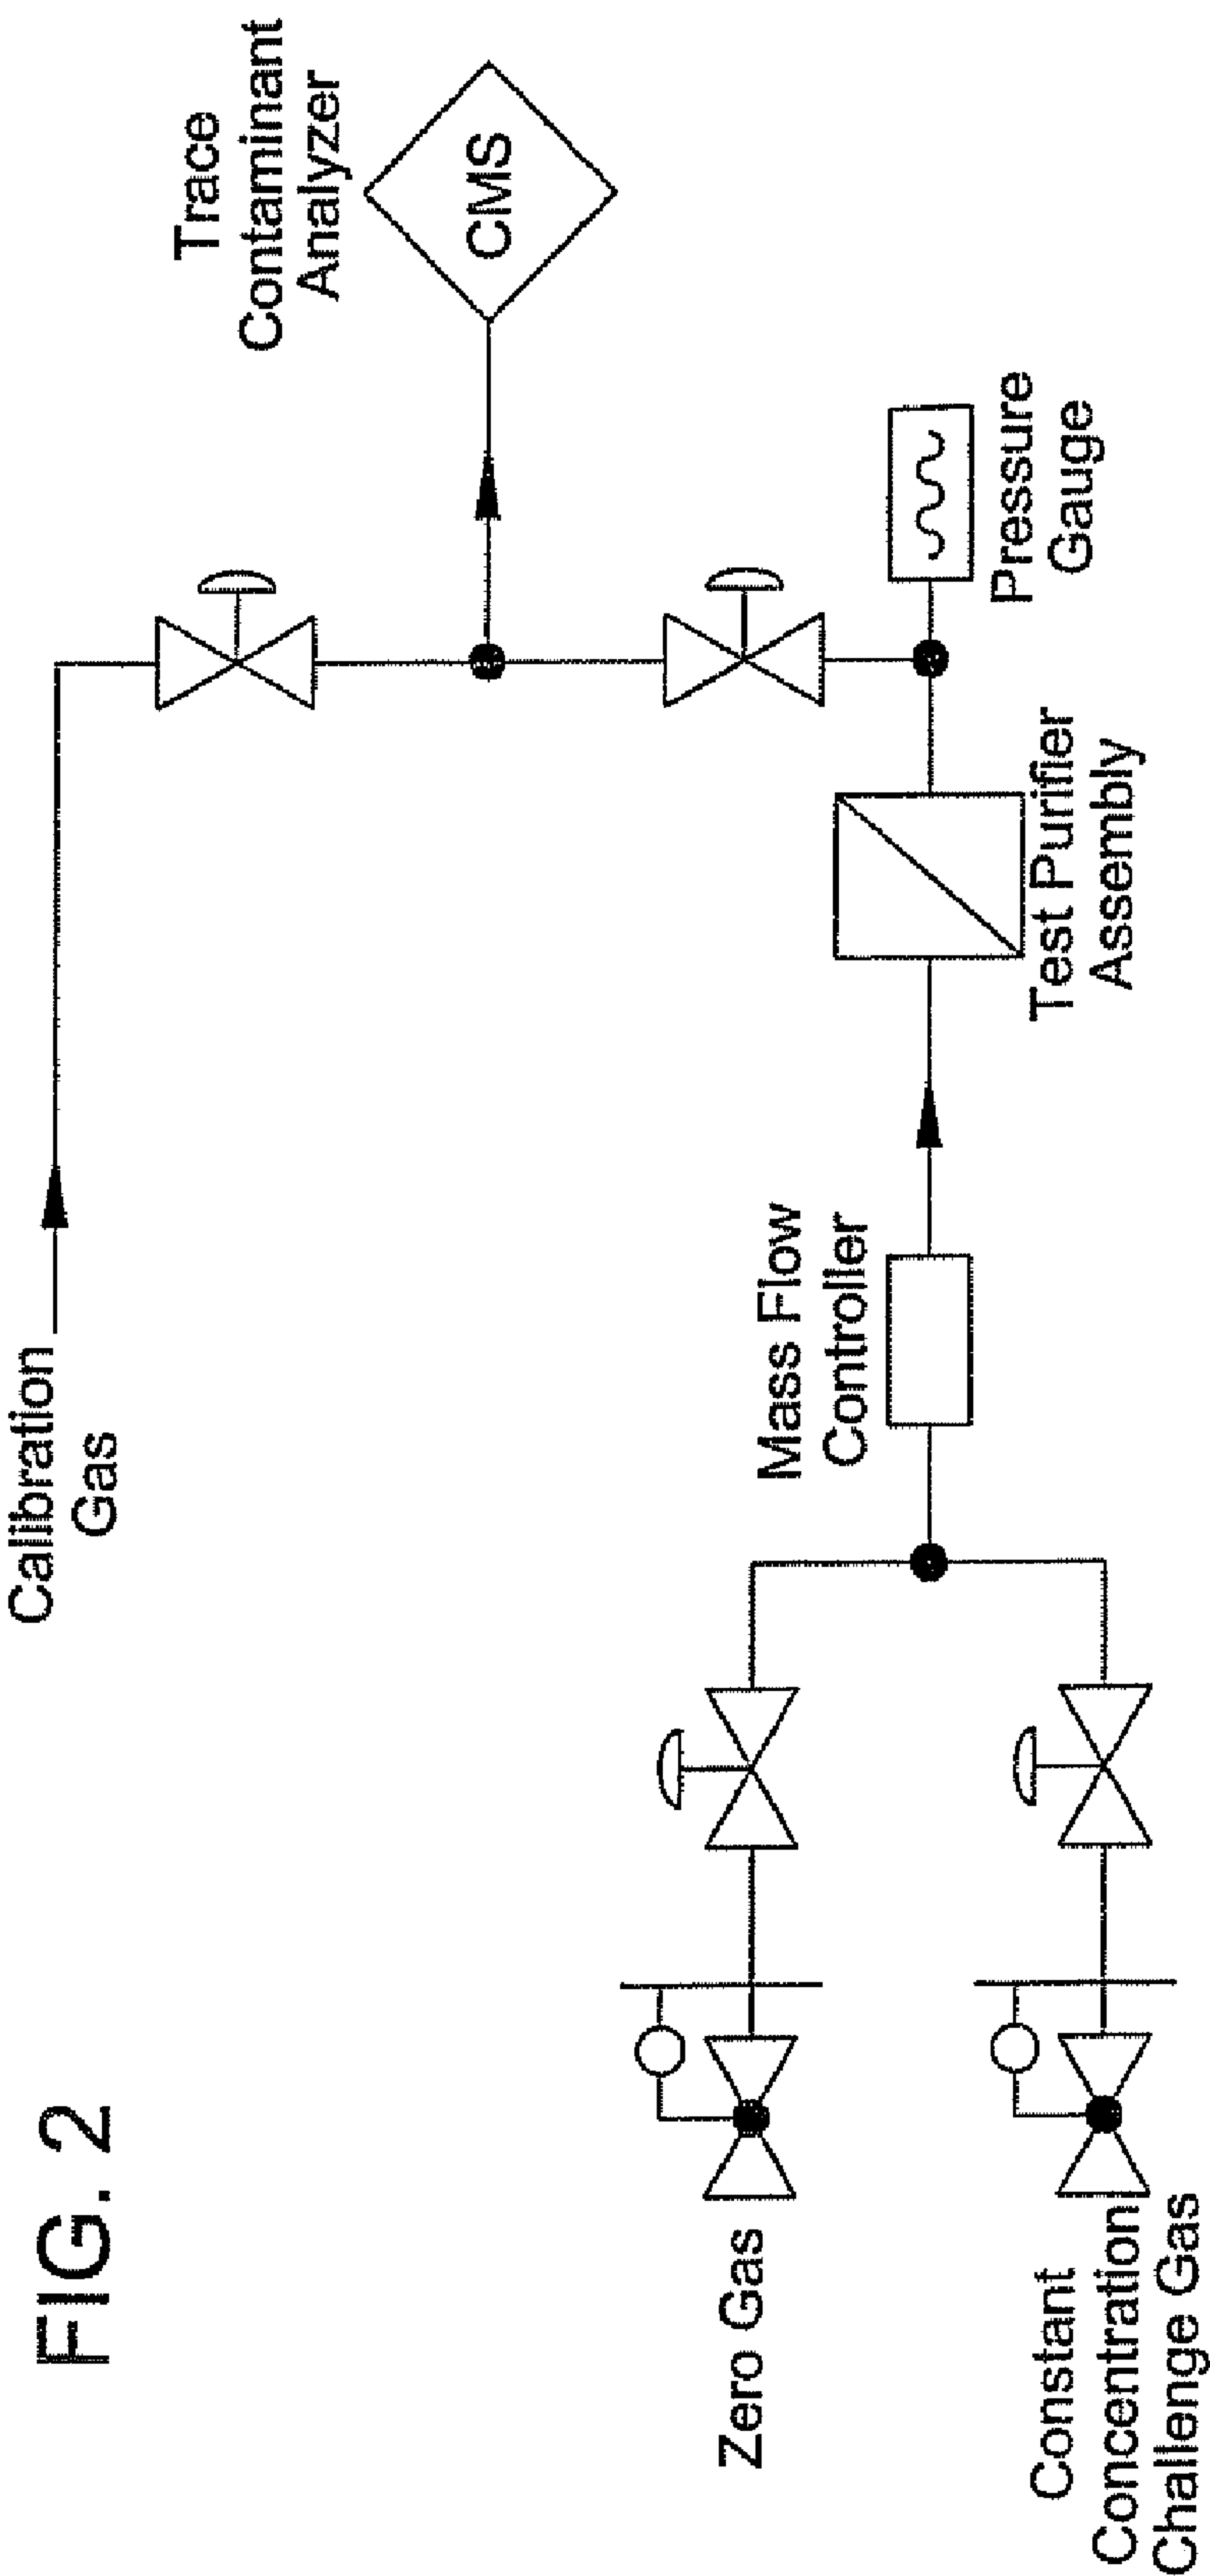 FIG. 2
Calibration
Gas
Trace
Contaminant
Analyzer
CMS
Mass Flow
Controller
Pressure
Gauge
Test Purifier
Assembly
Zero Gas
Constant
Concentration
Challenge Gas